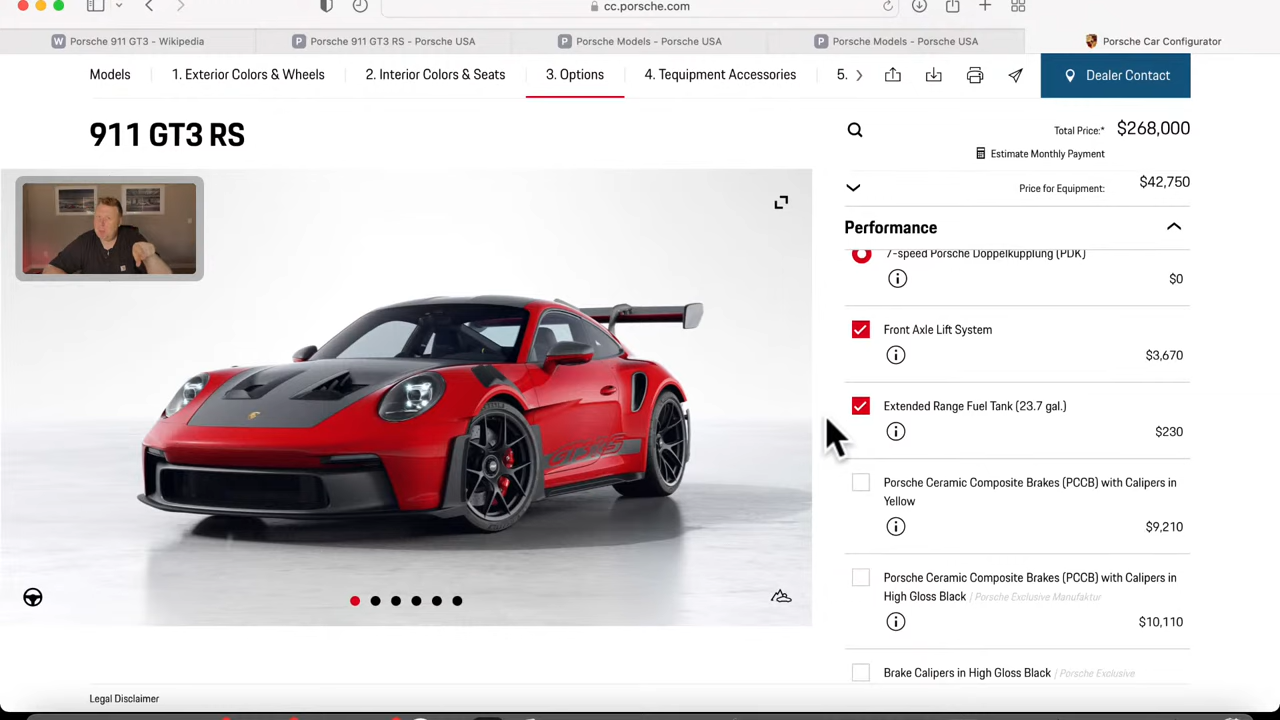 cc.porsche.com
W Porsche 911 GT3 - Wikipedia
P Porsche 911 GT3 RS - Porsche USA
P Porsche Models - Porsche USA
P Porsche Models - Porsche USA
Porsche Car Configurator
Models
1. Exterior Colors & Wheels
2. Interior Colors & Seats
3. Options
4. Tequipment Accessories
5.
Dealer Contact
911 GT3 RS
Total Price:* $268,000
Estimate Monthly Payment
Price for Equipment: $42,750
Performance
7-speed Porsche Doppelkupplung (PDK)
$0
Front Axle Lift System
$3,670
Extended Range Fuel Tank (23.7 gal.)
$230
Porsche Ceramic Composite Brakes (PCCB) with Calipers in
Yellow
$9,210
Porsche Ceramic Composite Brakes (PCCB) with Calipers in
High Gloss Black | Porsche Exclusive Manufaktur
$10,110
Brake Calipers in High Gloss Black | Porsche Exclusive
Legal Disclaimer